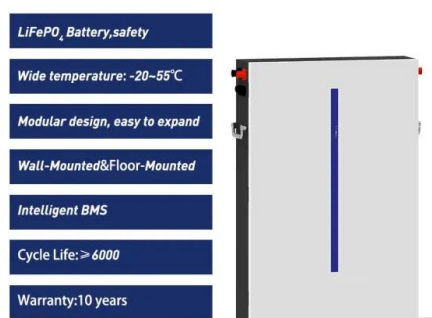 LiFePO₄ Battery,safety
Wide temperature: -20~55℃
Modular design, easy to expand
Wall-Mounted&Floor-Mounted
Intelligent BMS
Cycle Life:≥6000
Warranty:10 years